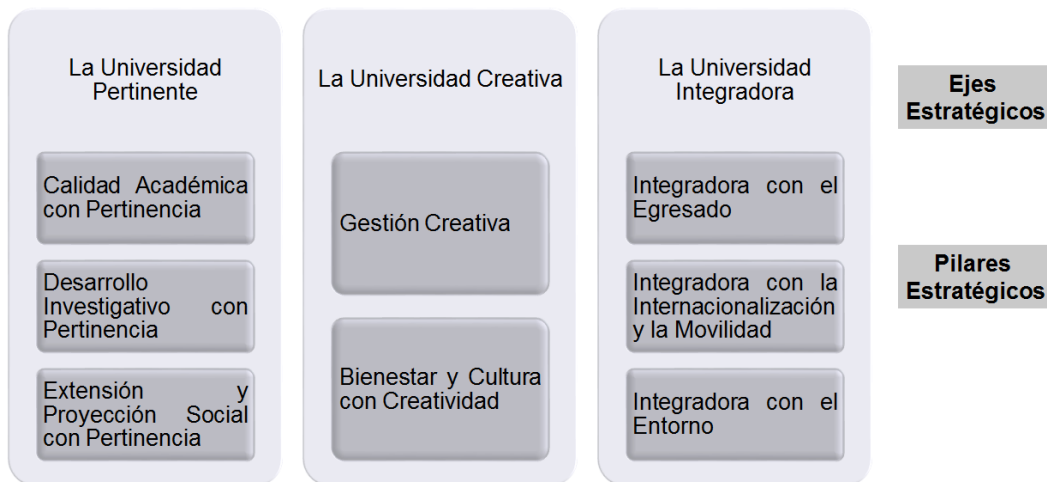 La Universidad
Pertinente
Calidad Académica
con Pertinencia
Desarrollo
Investigativo con
Pertinencia
Extensión y
Proyección Social
con Pertinencia
La Universidad Creativa
Gestión Creativa
Bienestar y Cultura
con Creatividad
La Universidad
Integradora
Integradora con el
Egresado
Integradora con la
Internacionalización
y la Movilidad
Integradora con el
Entorno
Ejes
Estratégicos
Pilares
Estratégicos